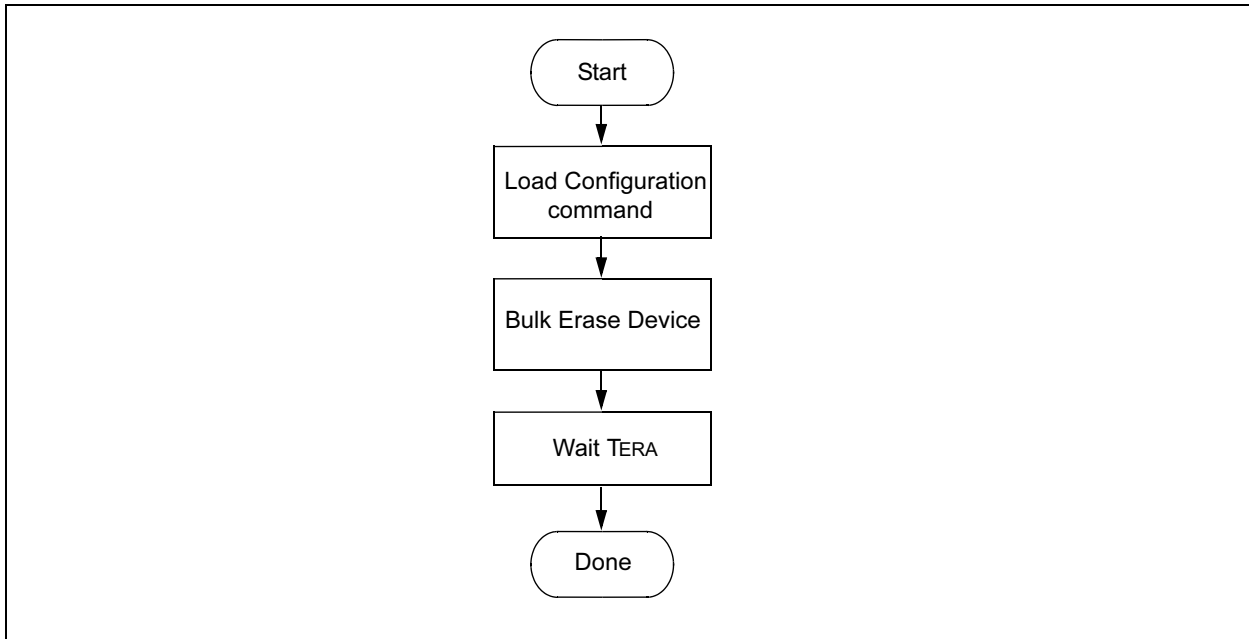 Start
Load Configuration
command
Bulk Erase Device
Wait TERA
Done